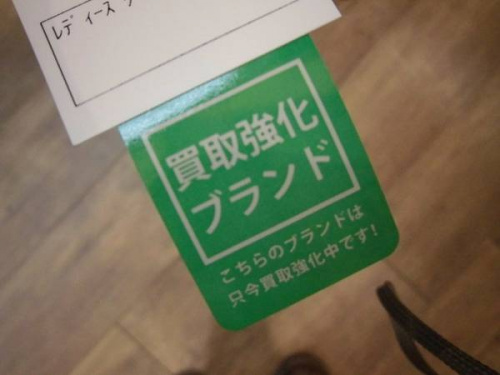 レディース
買取強化
ブランド
こちらのブランドは
只今買取強化中です!